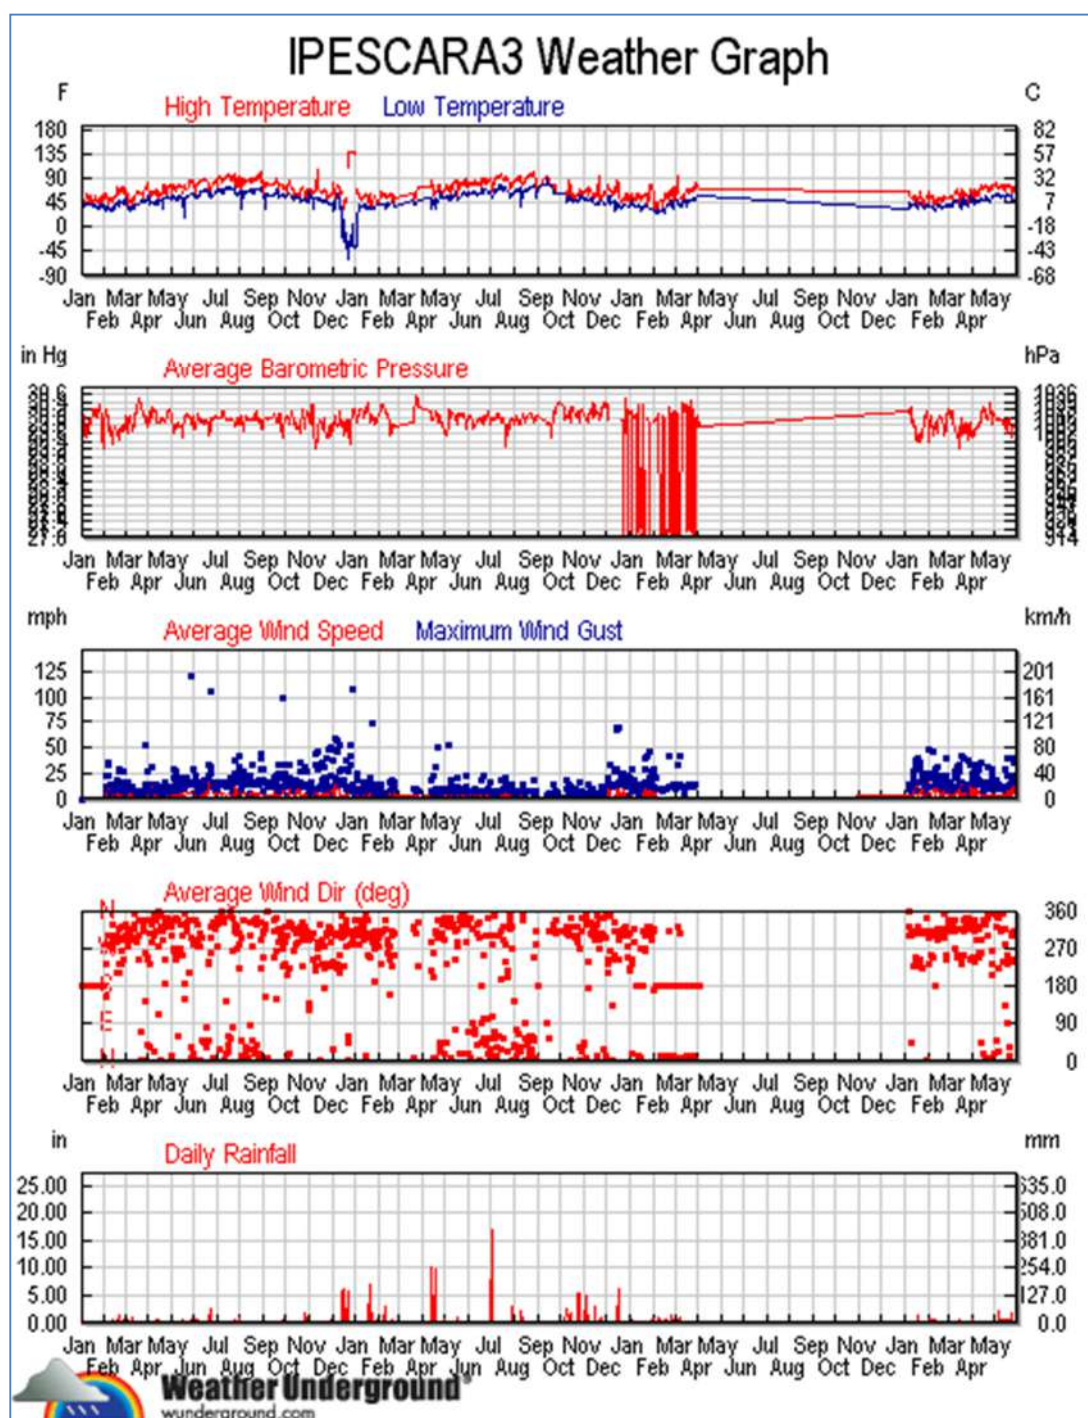 IPESCARA3 Weather Graph
F High Temperature Low Temperature C
180 82
135 57
90 32
45 7
0 -18
-45 -43
-90 -68
Jan Mar May Jul Sep Nov Jan Mar May Jul Sep Nov Jan Mar May Jul Sep Nov Jan Mar May
Feb Apr Jun Aug Oct Dec Feb Apr Jun Aug Oct Dec Feb Apr Jun Aug Oct Dec Feb Apr
in Hg Average Barometric Pressure hPa
Jan Mar May Jul Sep Nov Jan Mar May Jul Sep Nov Jan Mar May Jul Sep Nov Jan Mar May
Feb Apr Jun Aug Oct Dec Feb Apr Jun Aug Oct Dec Feb Apr Jun Aug Oct Dec Feb Apr
mph Average Wind Speed Maximum Wind Gust km/h
125 201
100 161
75 121
50 80
25 40
0 0
Jan Mar May Jul Sep Nov Jan Mar May Jul Sep Nov Jan Mar May Jul Sep Nov Jan Mar May
Feb Apr Jun Aug Oct Dec Feb Apr Jun Aug Oct Dec Feb Apr Jun Aug Oct Dec Feb Apr
Average Wind Dir (deg)
N 360
270
180
E 90
0
Jan Mar May Jul Sep Nov Jan Mar May Jul Sep Nov Jan Mar May Jul Sep Nov Jan Mar May
Feb Apr Jun Aug Oct Dec Feb Apr Jun Aug Oct Dec Feb Apr Jun Aug Oct Dec Feb Apr
in Daily Rainfall mm
25.00 635.0
20.00 508.0
15.00 381.0
10.00 254.0
5.00 127.0
0.00 0.0
Jan Mar May Jul Sep Nov Jan Mar May Jul Sep Nov Jan Mar May Jul Sep Nov Jan Mar May
Feb Apr Jun Aug Oct Dec Feb Apr Jun Aug Oct Dec Feb Apr Jun Aug Oct Dec Feb Apr
Weather Underground®
wunderground.com